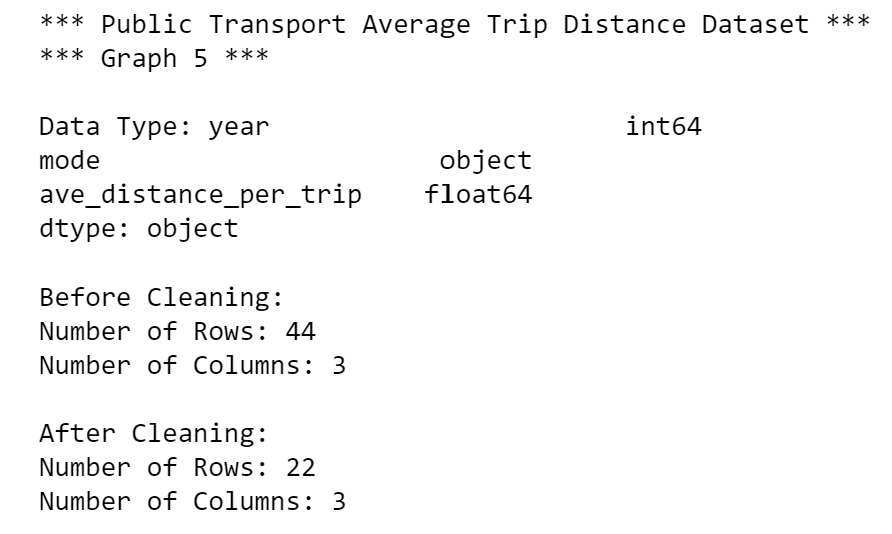 *** Public Transport Average Trip Distance Dataset ***
*** Graph 5 ***
Data Type: year                       int64
mode                      object
ave_distance_per_trip    float64
dtype: object
Before Cleaning:
Number of Rows: 44
Number of Columns: 3
After Cleaning:
Number of Rows: 22
Number of Columns: 3